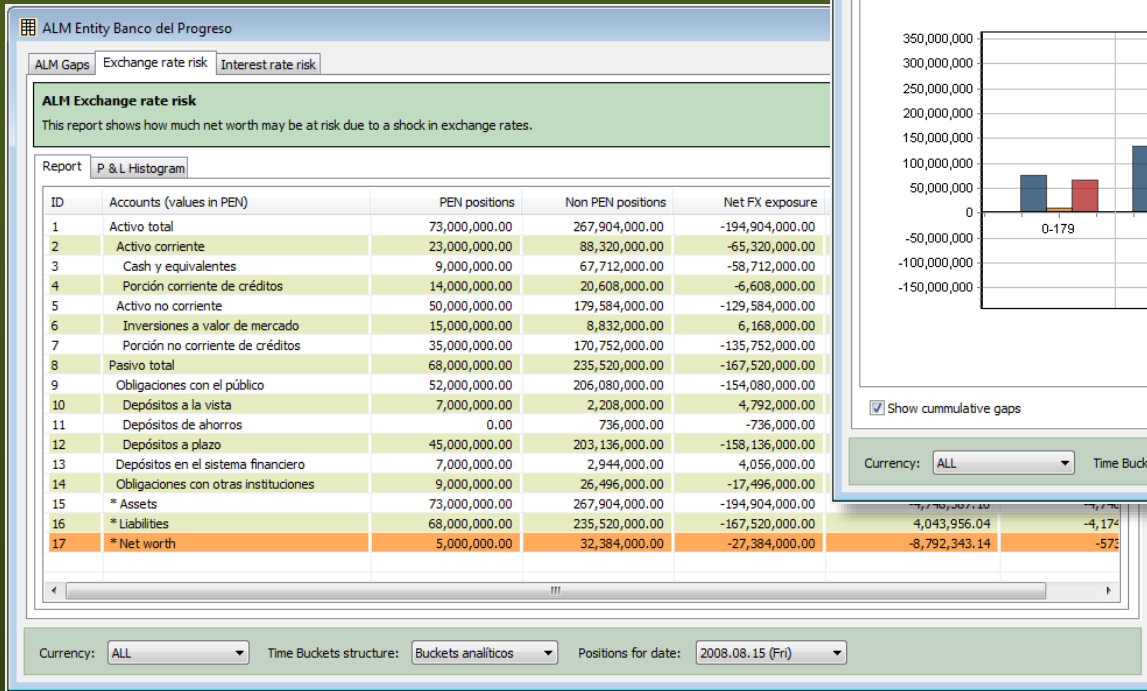 ALM Entity Banco del Progreso
ALM Gaps Exchange rate risk Interest rate risk
ALM Exchange rate risk
This report shows how much net worth may be at risk due to a shock in exchange rates.
Report P & L Histogram
ID Accounts (values in PEN) PEN positions Non PEN positions Net FX exposure
1 Activo total 73,000,000.00 267,904,000.00 -194,904,000.00
2 Activo corriente 23,000,000.00 88,320,000.00 -65,320,000.00
3 Cash y equivalentes 9,000,000.00 67,712,000.00 -58,712,000.00
4 Porción corriente de créditos 14,000,000.00 20,608,000.00 -6,608,000.00
5 Activo no corriente 50,000,000.00 179,584,000.00 -129,584,000.00
6 Inversiones a valor de mercado 15,000,000.00 8,832,000.00 6,168,000.00
7 Porción no corriente de créditos 35,000,000.00 170,752,000.00 -135,752,000.00
8 Pasivo total 68,000,000.00 235,520,000.00 -167,520,000.00
9 Obligaciones con el público 52,000,000.00 206,080,000.00 -154,080,000.00
10 Depósitos a la vista 7,000,000.00 2,208,000.00 4,792,000.00
11 Depósitos de ahorros 0.00 736,000.00 -736,000.00
12 Depósitos a plazo 45,000,000.00 203,136,000.00 -158,136,000.00
13 Depósitos en el sistema financiero 7,000,000.00 2,944,000.00 4,056,000.00
14 Obligaciones con otras instituciones 9,000,000.00 26,496,000.00 -17,496,000.00
15 * Assets 73,000,000.00 267,904,000.00 -194,904,000.00
16 * Liabilities 68,000,000.00 235,520,000.00 -167,520,000.00 4,043,956.04 -4,174
17 * Net worth 5,000,000.00 32,384,000.00 -27,384,000.00 -8,792,343.14 -573
Currency: ALL Time Buckets structure: Buckets analíticos Positions for date: 2008.08.15 (Fri)
350,000,000
300,000,000
250,000,000
200,000,000
150,000,000
100,000,000
50,000,000
0
0-179
-50,000,000
-100,000,000
-150,000,000
Show cummulative gaps
Currency: ALL Time Buck